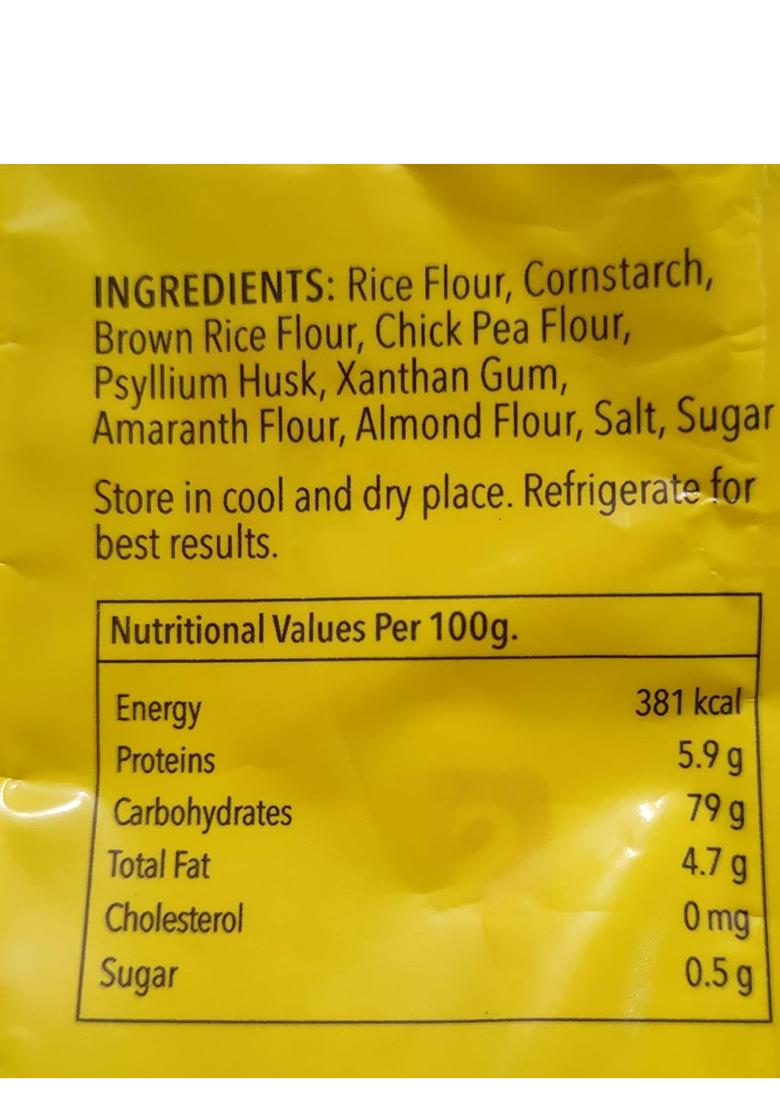 INGREDIENTS: Rice Flour, Cornstarch,
Brown Rice Flour, Chick Pea Flour,
Psyllium Husk, Xanthan Gum,
Amaranth Flour, Almond Flour, Salt, Sugar
Store in cool and dry place. Refrigerate for
best results.
Nutritional Values Per 100g.
Energy 381 kcal
Proteins 5.9 g
Carbohydrates 79 g
Total Fat 4.7 g
Cholesterol 0 mg
Sugar 0.5 g